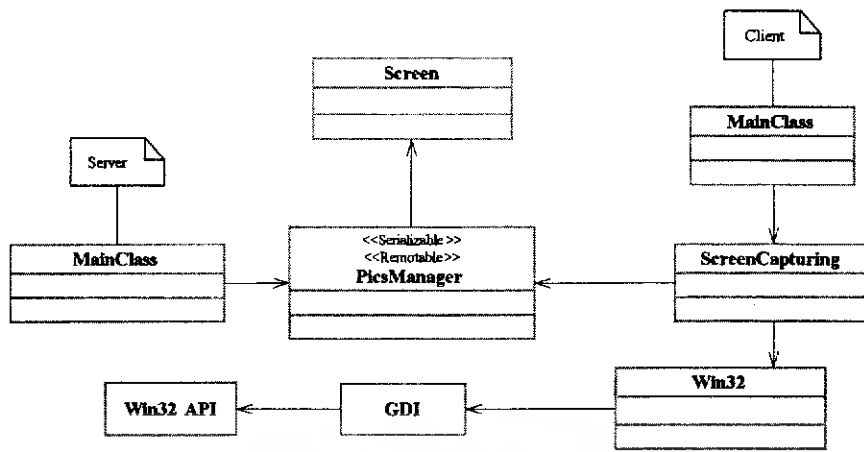 Client
Screen
MainClass
Server
<<Serializable>>
<<Remotable>>
PicsManager
MainClass
ScreenCapturing
Win32
Win32 API
GDI